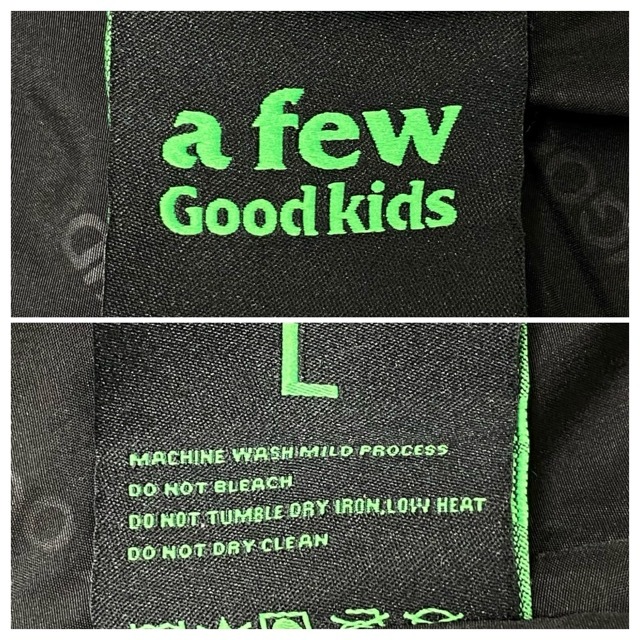 a few
Good kids
L
MACHINE WASH MILD PROCESS
DO NOT BLEACH
DO NOT.TUMBLE DRY IRON.LOW HEAT
DO NOT DRY CLEAN